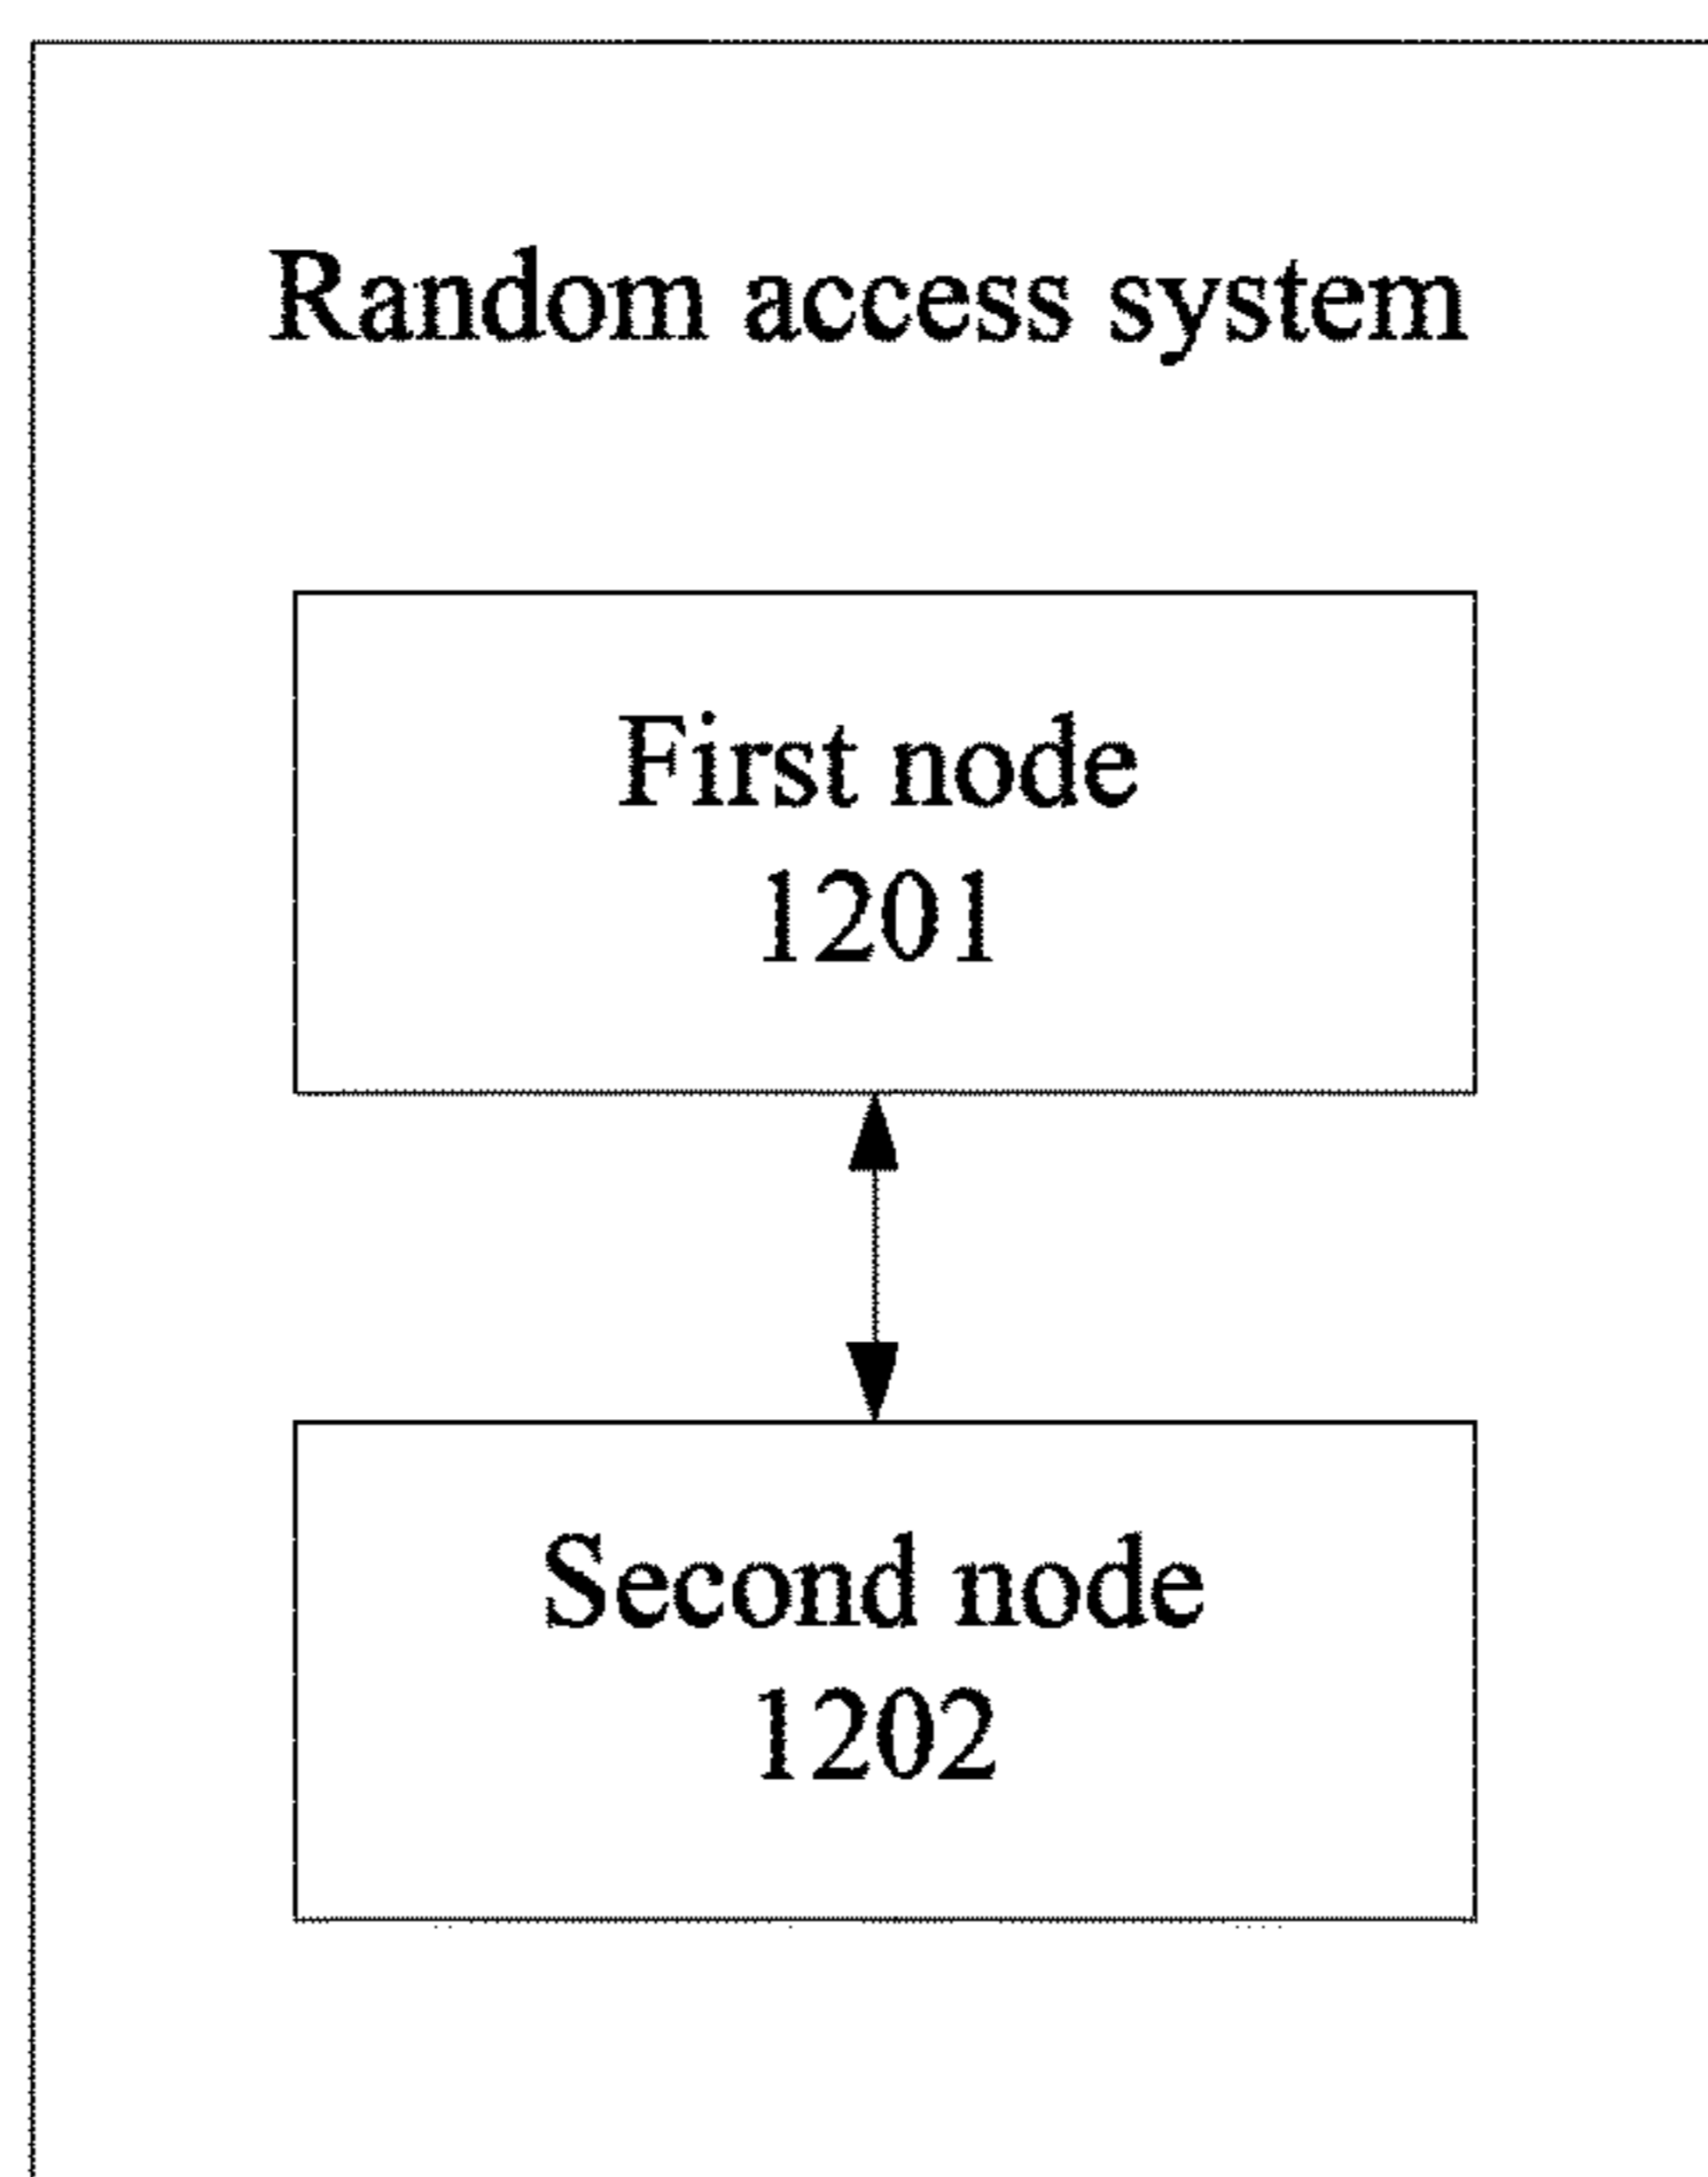 Random access system
First node
1201
Second node
1202